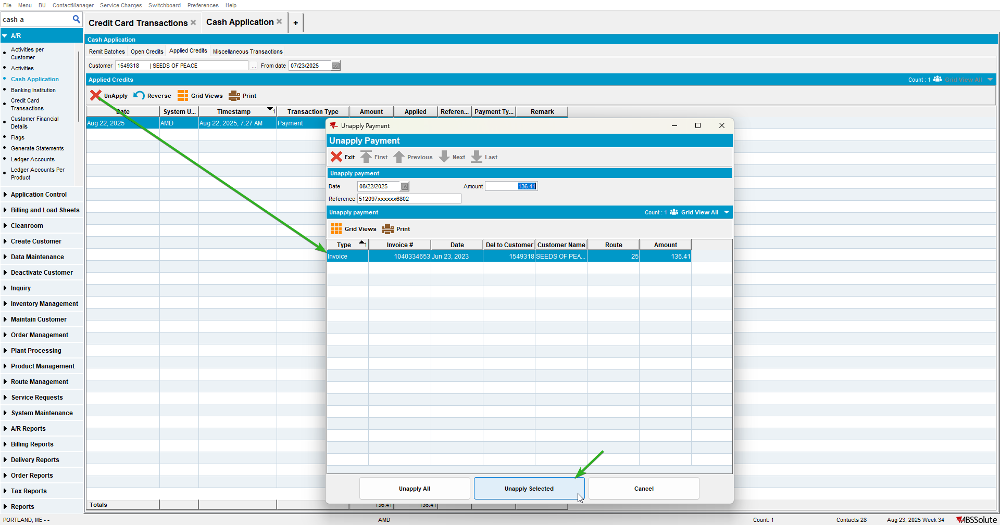 File Menu BU ContactManager Service Charges Switchboard Preferences Help
cash a
Credit Card Transactions
Cash Application
+
A/R
Activities per
Customer
Activities
Cash Application
Banking Institution
Credit Card
Transactions
Customer Financial
Details
Flags
Generate Statements
Ledger Accounts
Ledger Accounts Per
Product
Application Control
Billing and Load Sheets
Cleanroom
Create Customer
Data Maintenance
Deactivate Customer
Inquiry
Inventory Management
Maintain Customer
Order Management
Plant Processing
Product Management
Route Management
Service Requests
System Maintenance
A/R Reports
Billing Reports
Delivery Reports
Order Reports
Tax Reports
Reports
Cash Application
Remit Batches Open Credits Applied Credits Miscellaneous Transactions
Customer 1549318 | SEEDS OF PEACE ... From date 07/23/2025 16
Applied Credits Count : 1 Grid View All
UnApply Reverse Grid Views Print
Date System U... Timestamp 1 Transaction Type Amount Applied Referen... Payment Ty... Remark
Aug 22, 2025 AMD Aug 22, 2025, 7:27 AM Payment
Totals 136.41 136.41
Unapply Payment
Unapply Payment
Exit First Previous Next Last
Unapply payment
Date 08/22/2025 16 Amount 136.41
Reference 512097xxxxxx6802
Unapply payment Count : 1 Grid View All
Grid Views Print
Type 1 Invoice # Date Del to Customer Customer Name Route Amount
Invoice 1040334653 Jun 23, 2023 1549318 SEEDS OF PEA... 25 136.41
Unapply All Unapply Selected Cancel
PORTLAND, ME - - AMD Count: 1 Contacts 28 Aug 23, 2025 Week 34 ABSSolute